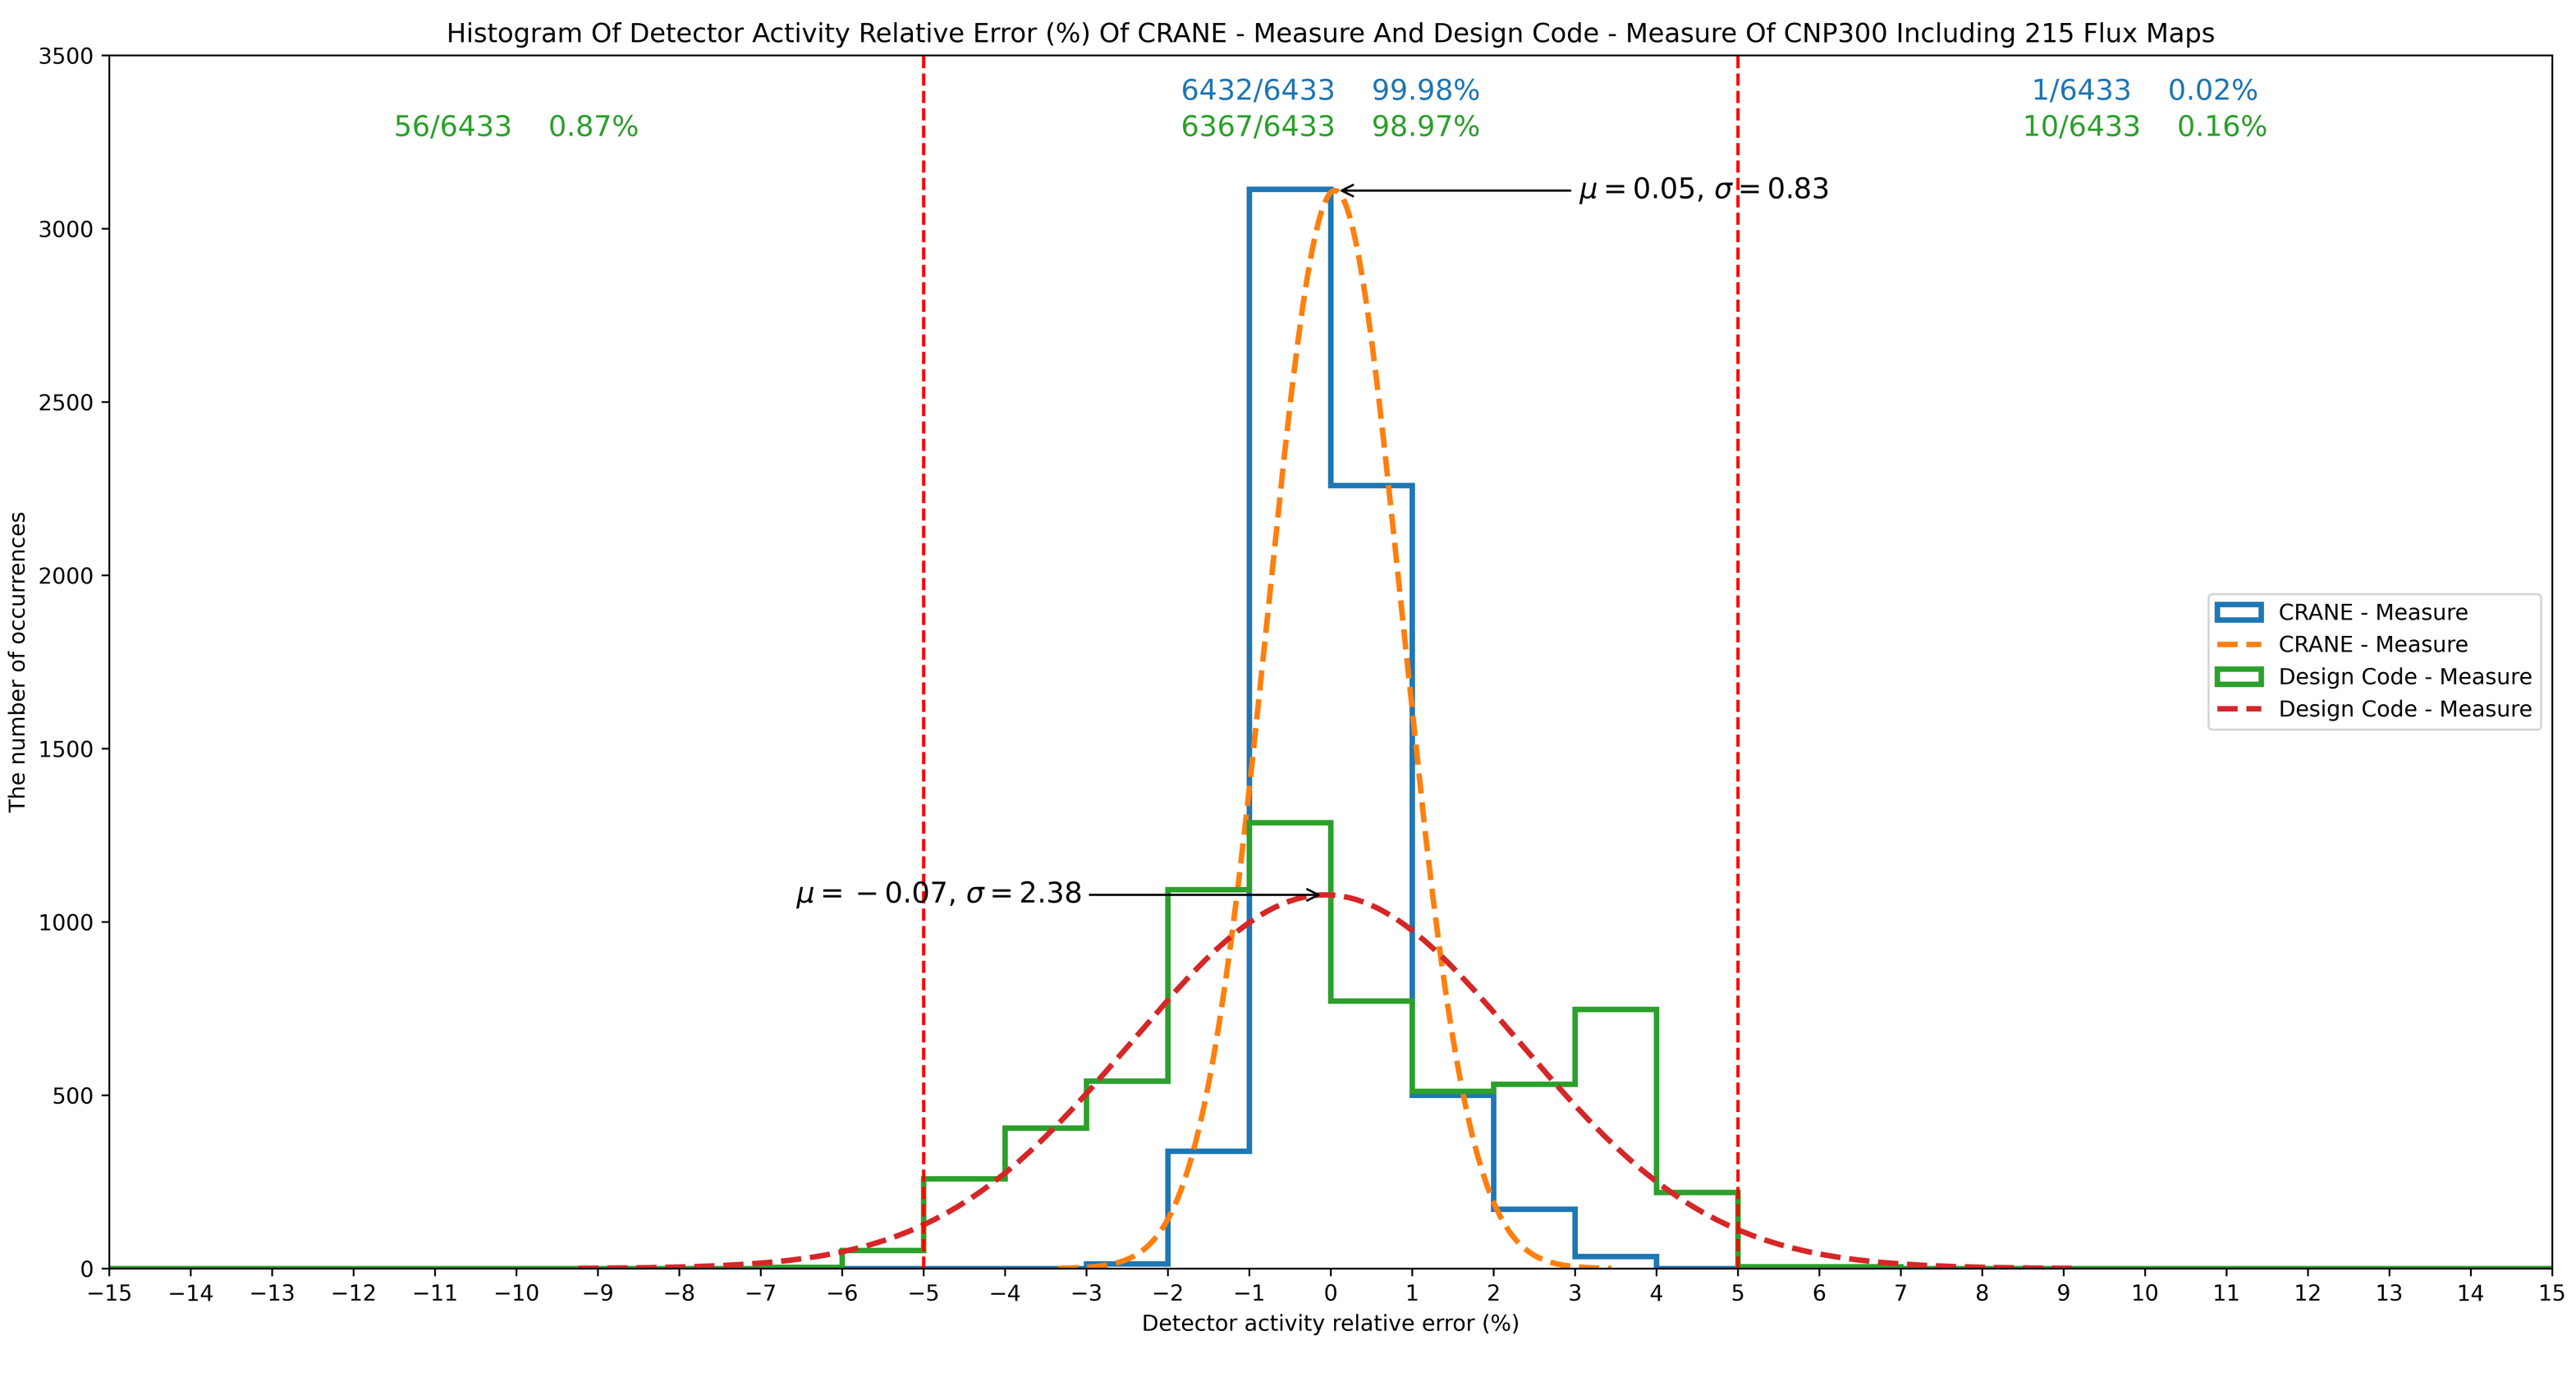 Histogram Of Detector Activity Relative Error (%) Of CRANE - Measure And Design Code - Measure Of CNP300 Including 215 Flux Maps
3500
3000
2500
2000
1500
1000
500
0
The number of occurrences
6432/6433 99.98%
1/6433 0.02%
56/6433 0.87%
6367/6433 98.97%
10/6433 0.16%
μ = 0.05, σ = 0.83
μ = −0.07, σ = 2.38
CRANE - Measure
CRANE - Measure
Design Code - Measure
Design Code - Measure
−15 −14 −13 −12 −11 −10 −9 −8 −7 −6 −5 −4 −3 −2 −1 0 1 2 3 4 5 6 7 8 9 10 11 12 13 14 15
Detector activity relative error (%)